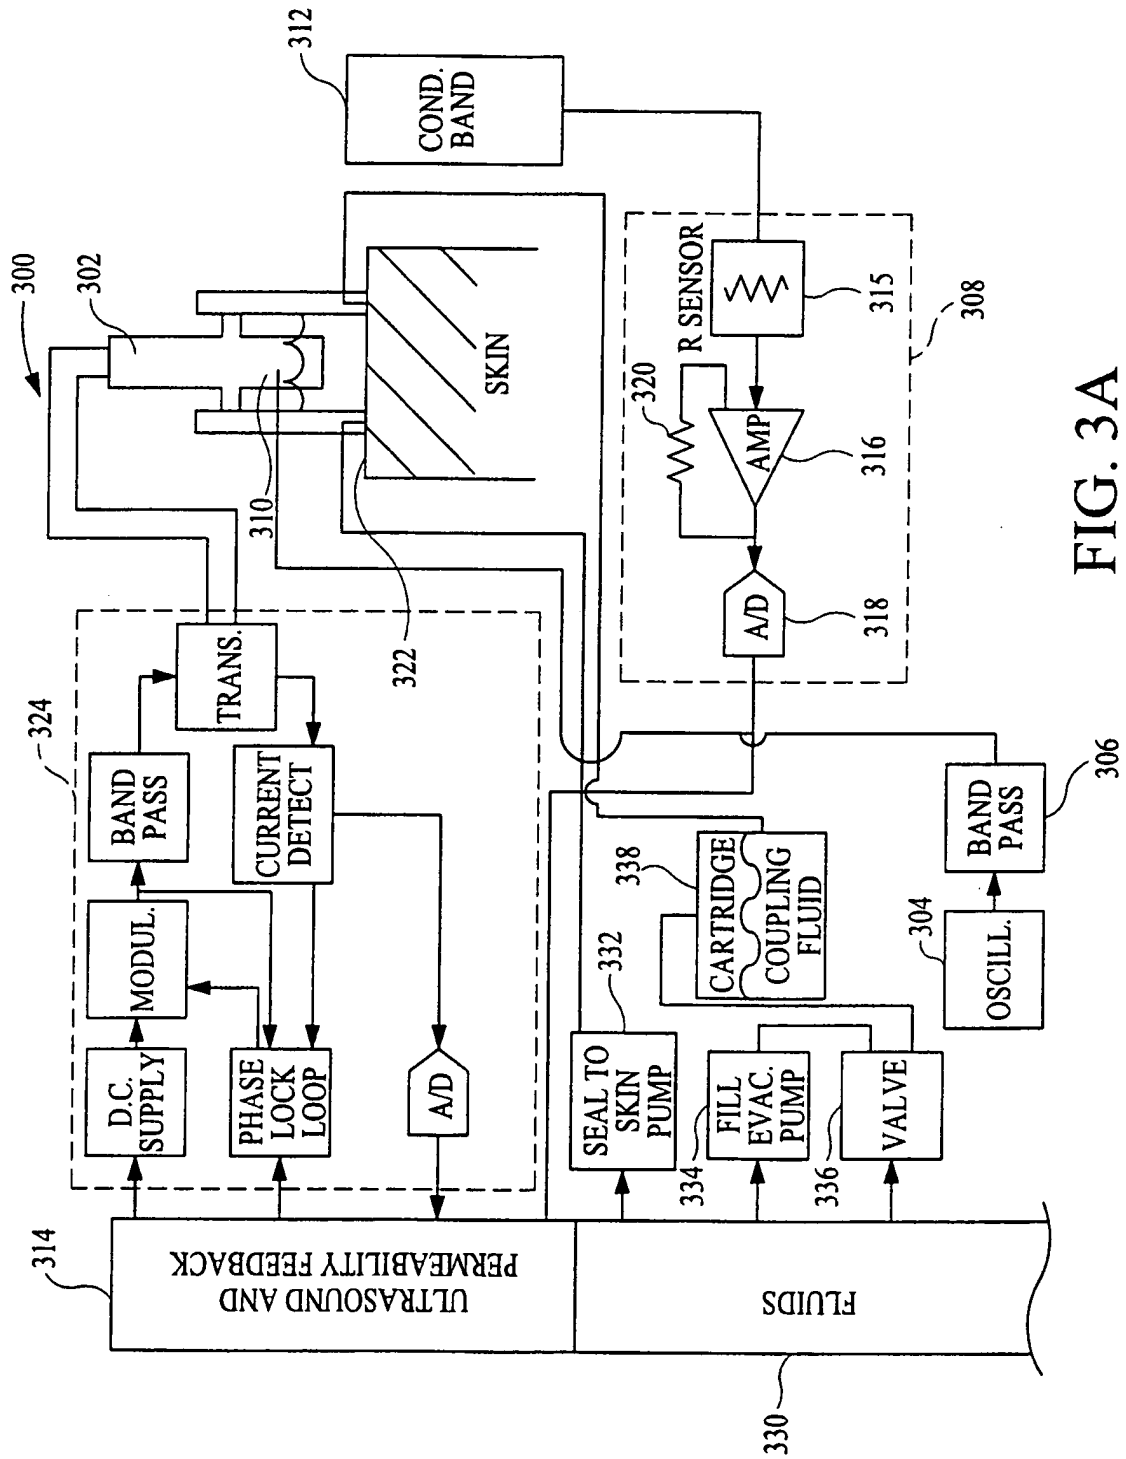 300
302
312
COND.
BAND
310
SKIN
322
324
TRANS.
BAND
PASS
CURRENT
DETECT
MODUL.
D.C.
SUPPLY
PHASE
LOCK
LOOP
A/D
314
ULTRASOUND AND
PERMEABILITY FEEDBACK
FLUIDS
330
R SENSOR
315
308
320
AMP
316
A/D
318
SEAL TO
SKIN
PUMP
332
FILL
EVAC.
PUMP
334
VALVE
336
CARTRIDGE
COUPLING
FLUID
338
OSCILL.
304
BAND
PASS
306
FIG. 3A